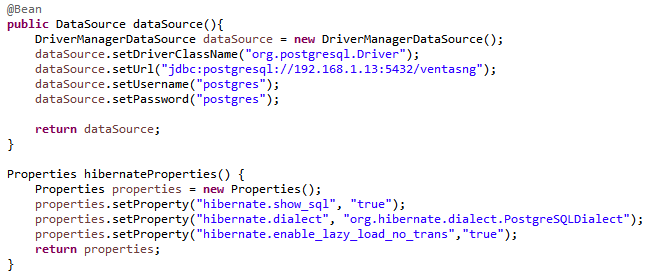 @Bean
public DataSource dataSource(){
    DriverManagerDataSource dataSource = new DriverManagerDataSource();
    dataSource.setDriverClassName("org.postgresql.Driver");
    dataSource.setUrl("jdbc:postgresql://192.168.1.13:5432/ventasng");
    dataSource.setUsername("postgres");
    dataSource.setPassword("postgres");

    return dataSource;
}

Properties hibernateProperties() {
    Properties properties = new Properties();
    properties.setProperty("hibernate.show_sql", "true");
    properties.setProperty("hibernate.dialect", "org.hibernate.dialect.PostgreSQLDialect");
    properties.setProperty("hibernate.enable_lazy_load_no_trans","true");
    return properties;
}